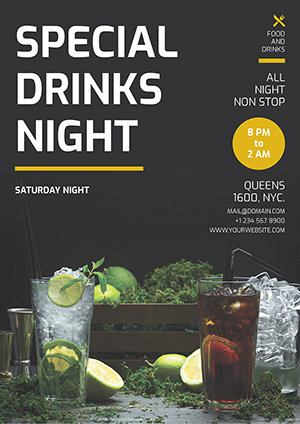 SPECIAL
DRINKS
NIGHT
SATURDAY NIGHT
FOOD
AND
DRINKS
ALL
NIGHT
NON STOP
8 PM
to
2 AM
QUEENS
1600, NYC.
MAIL@DOMAIN.COM
+1 234 567 8900
WWW.YOURWEBSITE.COM